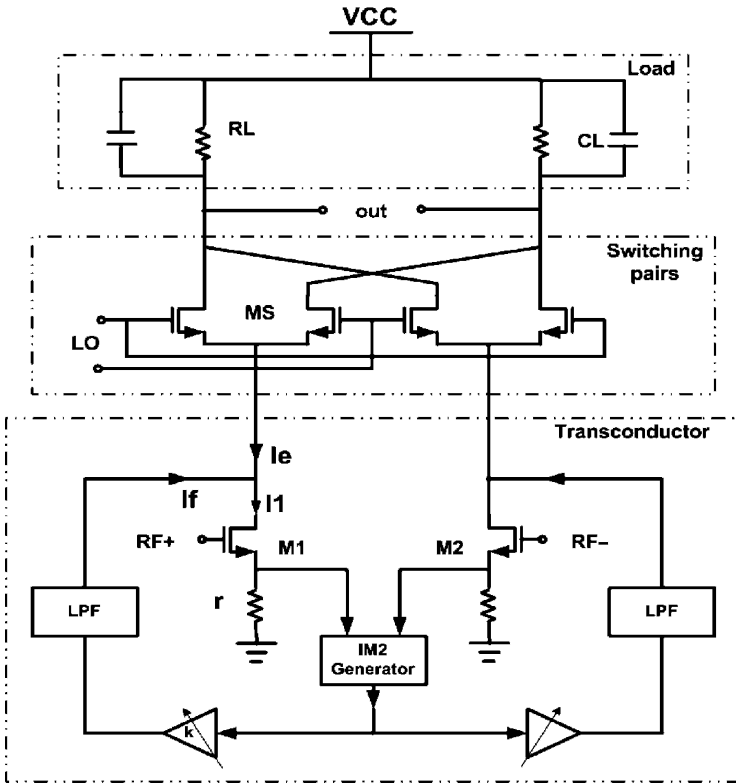 VCC
Load
RL
CL
out
Switching
pairs
MS
LO
Transconductor
Ie
If
I1
RF+
M1
M2
RF−
r
LPF
LPF
IM2
Generator
k